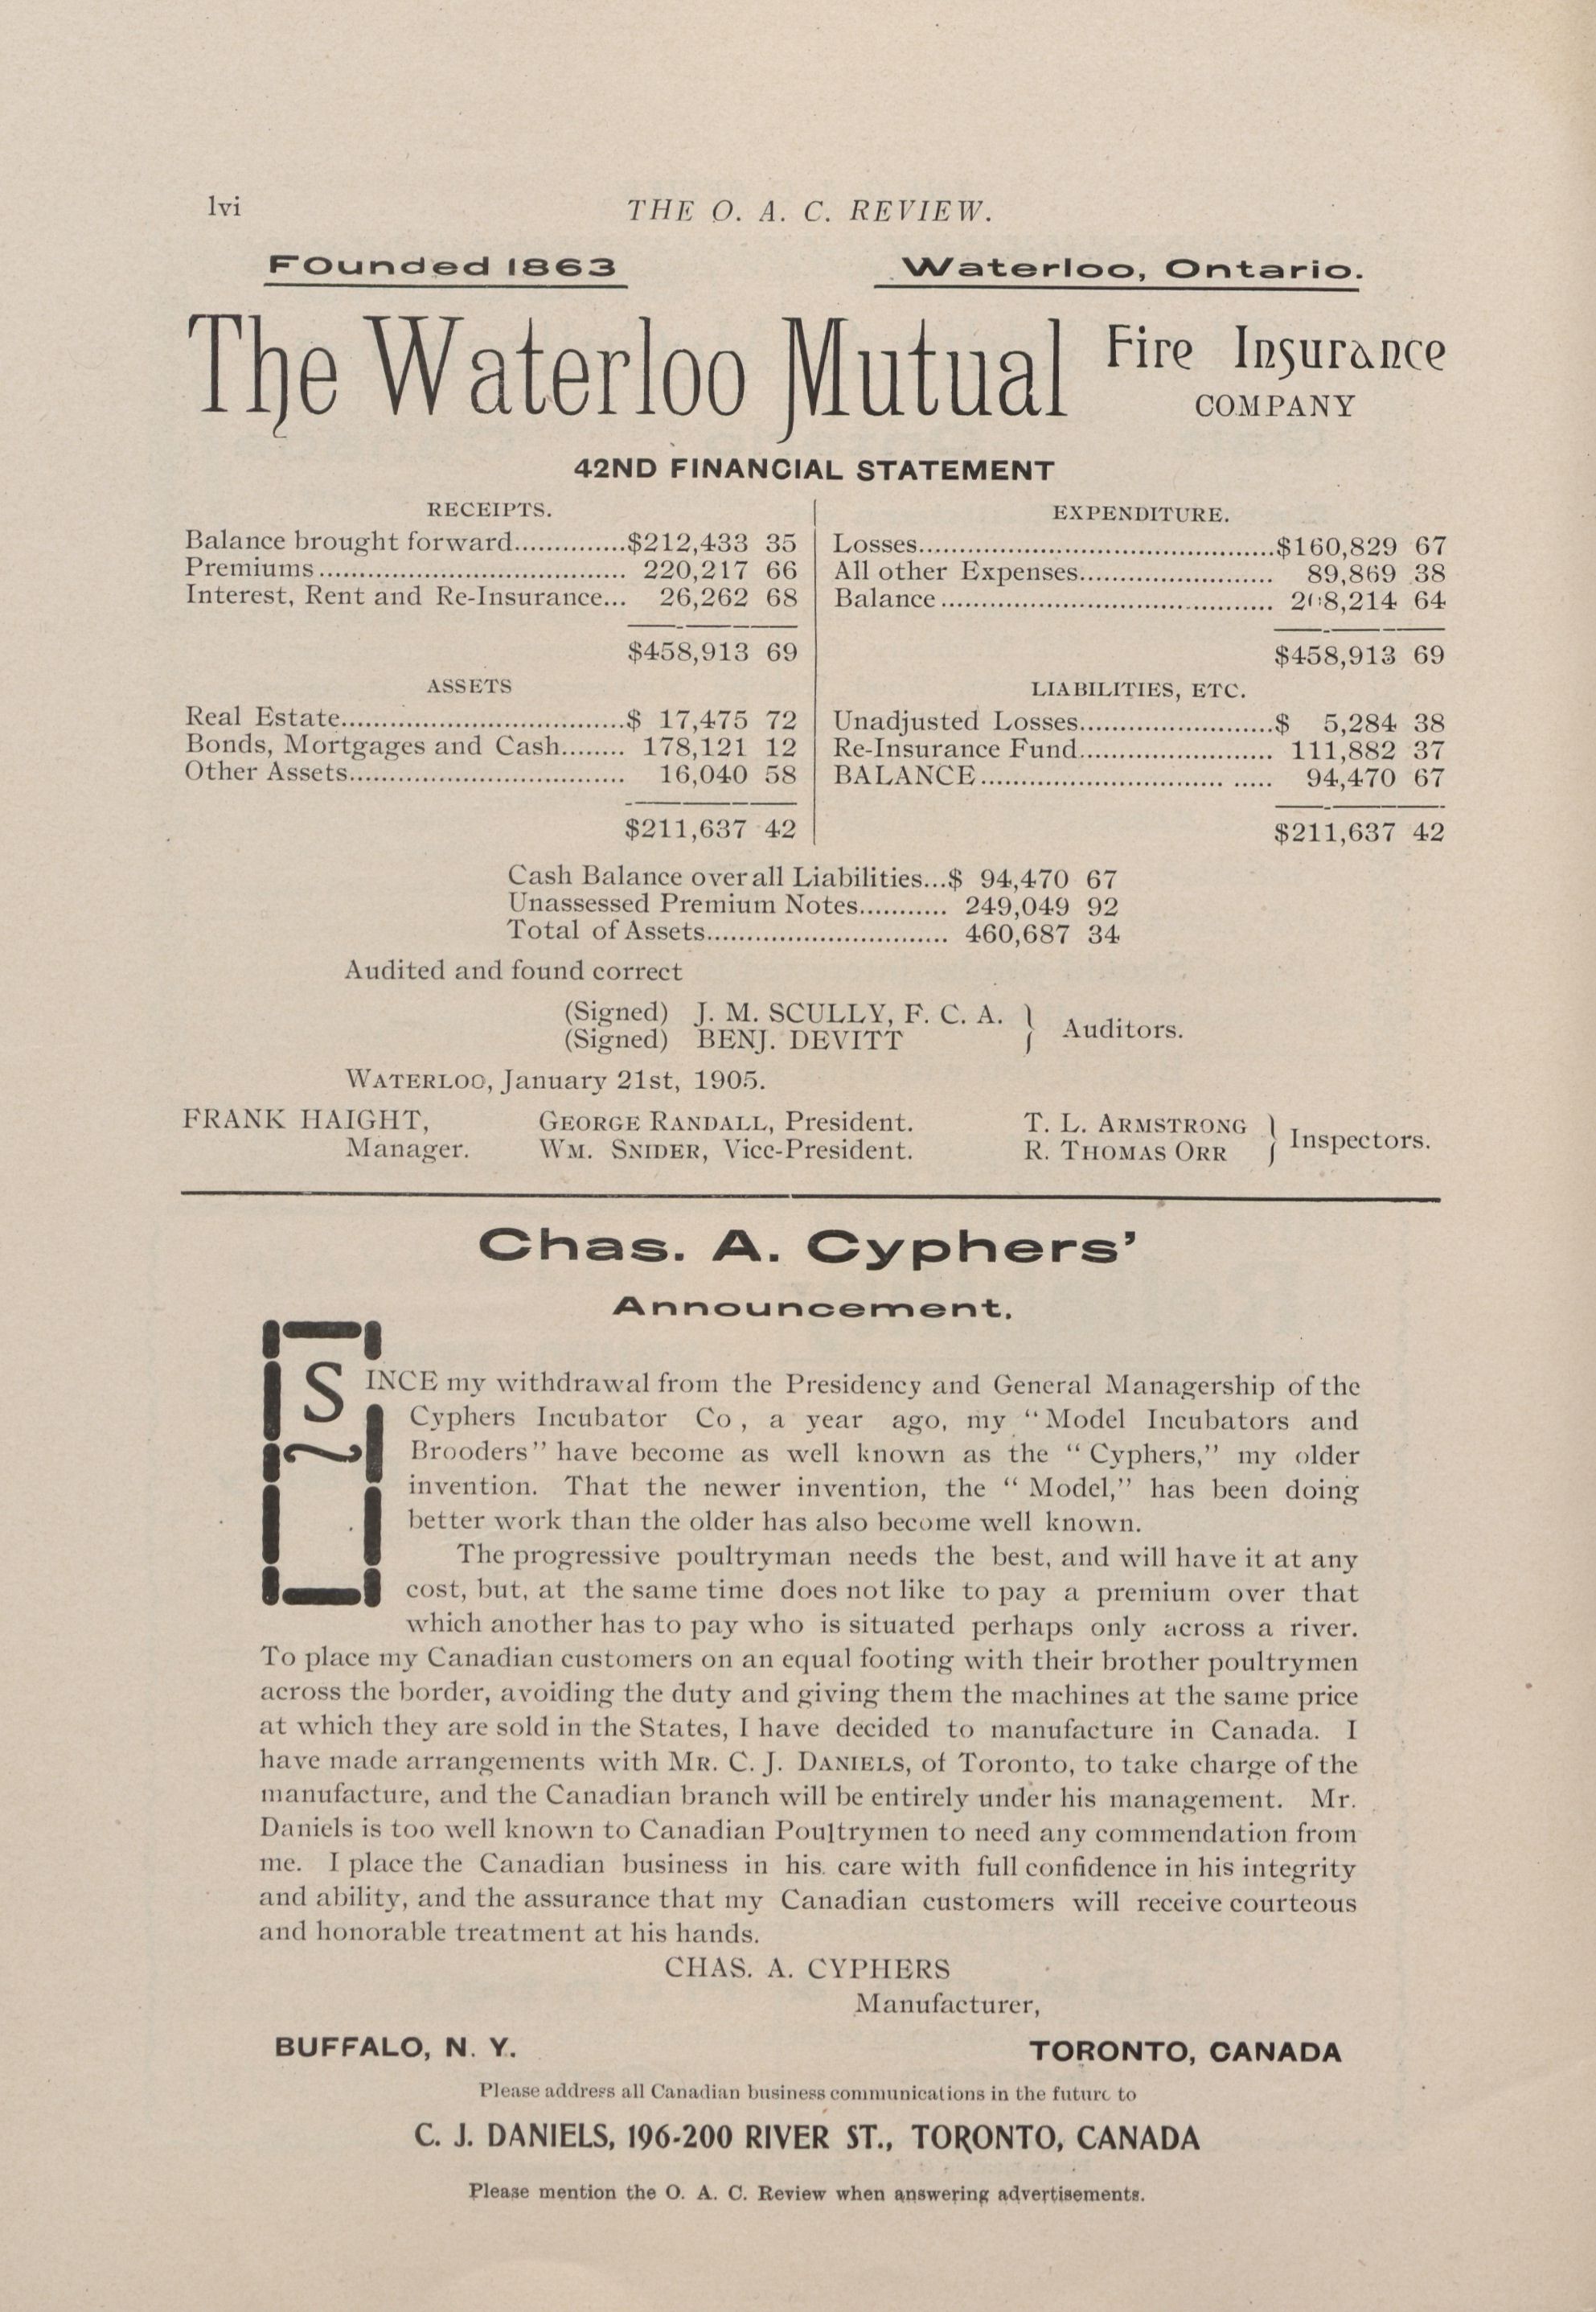 lvi
THE O. A. C. REVIEW.
Founded 1863
Waterloo, Ontario.
The Waterloo Mutual Fire Insurance
COMPANY
42ND FINANCIAL STATEMENT
RECEIPTS.
Balance brought forward..............$212,433 35
Premiums...................................... 220,217 66
Interest, Rent and Re-Insurance... 26,262 68
$458,913 69
EXPENDITURE.
Losses.............................................$160,829 67
All other Expenses........................ 89,869 38
Balance.......................................... 208,214 64
$458,913 69
ASSETS
Real Estate...................................$ 17,475 72
Bonds, Mortgages and Cash........ 178,121 12
Other Assets.................................. 16,040 58
$211,637 42
LIABILITIES, ETC.
Unadjusted Losses........................$ 5,284 38
Re-Insurance Fund........................ 111,882 37
BALANCE.............................. ..... 94,470 67
$211,637 42
Cash Balance over all Liabilities...$ 94,470 67
Unassessed Premium Notes........... 249,049 92
Total of Assets.............................. 460,687 34
Audited and found correct
(Signed) J. M. SCULLY, F. C. A.
(Signed) BENJ. DEVITT
} Auditors.
WATERLOO, January 21st, 1905.
FRANK HAIGHT,
Manager.
GEORGE RANDALL, President.
WM. SNIDER, Vice-President.
T. L. ARMSTRONG
R. THOMAS ORR
} Inspectors.
Chas. A. Cyphers'
Announcement.
SINCE my withdrawal from the Presidency and General Managership of the
Cyphers Incubator Co , a year ago, my "Model Incubators and
Brooders" have become as well known as the "Cyphers," my older
invention. That the newer invention, the "Model," has been doing
better work than the older has also become well known.
The progressive poultryman needs the best, and will have it at any
cost, but, at the same time does not like to pay a premium over that
which another has to pay who is situated perhaps only across a river.
To place my Canadian customers on an equal footing with their brother poultrymen
across the border, avoiding the duty and giving them the machines at the same price
at which they are sold in the States, I have decided to manufacture in Canada. I
have made arrangements with MR. C. J. DANIELS, of Toronto, to take charge of the
manufacture, and the Canadian branch will be entirely under his management. Mr.
Daniels is too well known to Canadian Poultrymen to need any commendation from
me. I place the Canadian business in his care with full confidence in his integrity
and ability, and the assurance that my Canadian customers will receive courteous
and honorable treatment at his hands.
CHAS. A. CYPHERS
Manufacturer,
BUFFALO, N. Y.
TORONTO, CANADA
Please address all Canadian business communications in the future to
C. J. DANIELS, 196-200 RIVER ST., TORONTO, CANADA
Please mention the O. A. C. Review when answering advertisements.